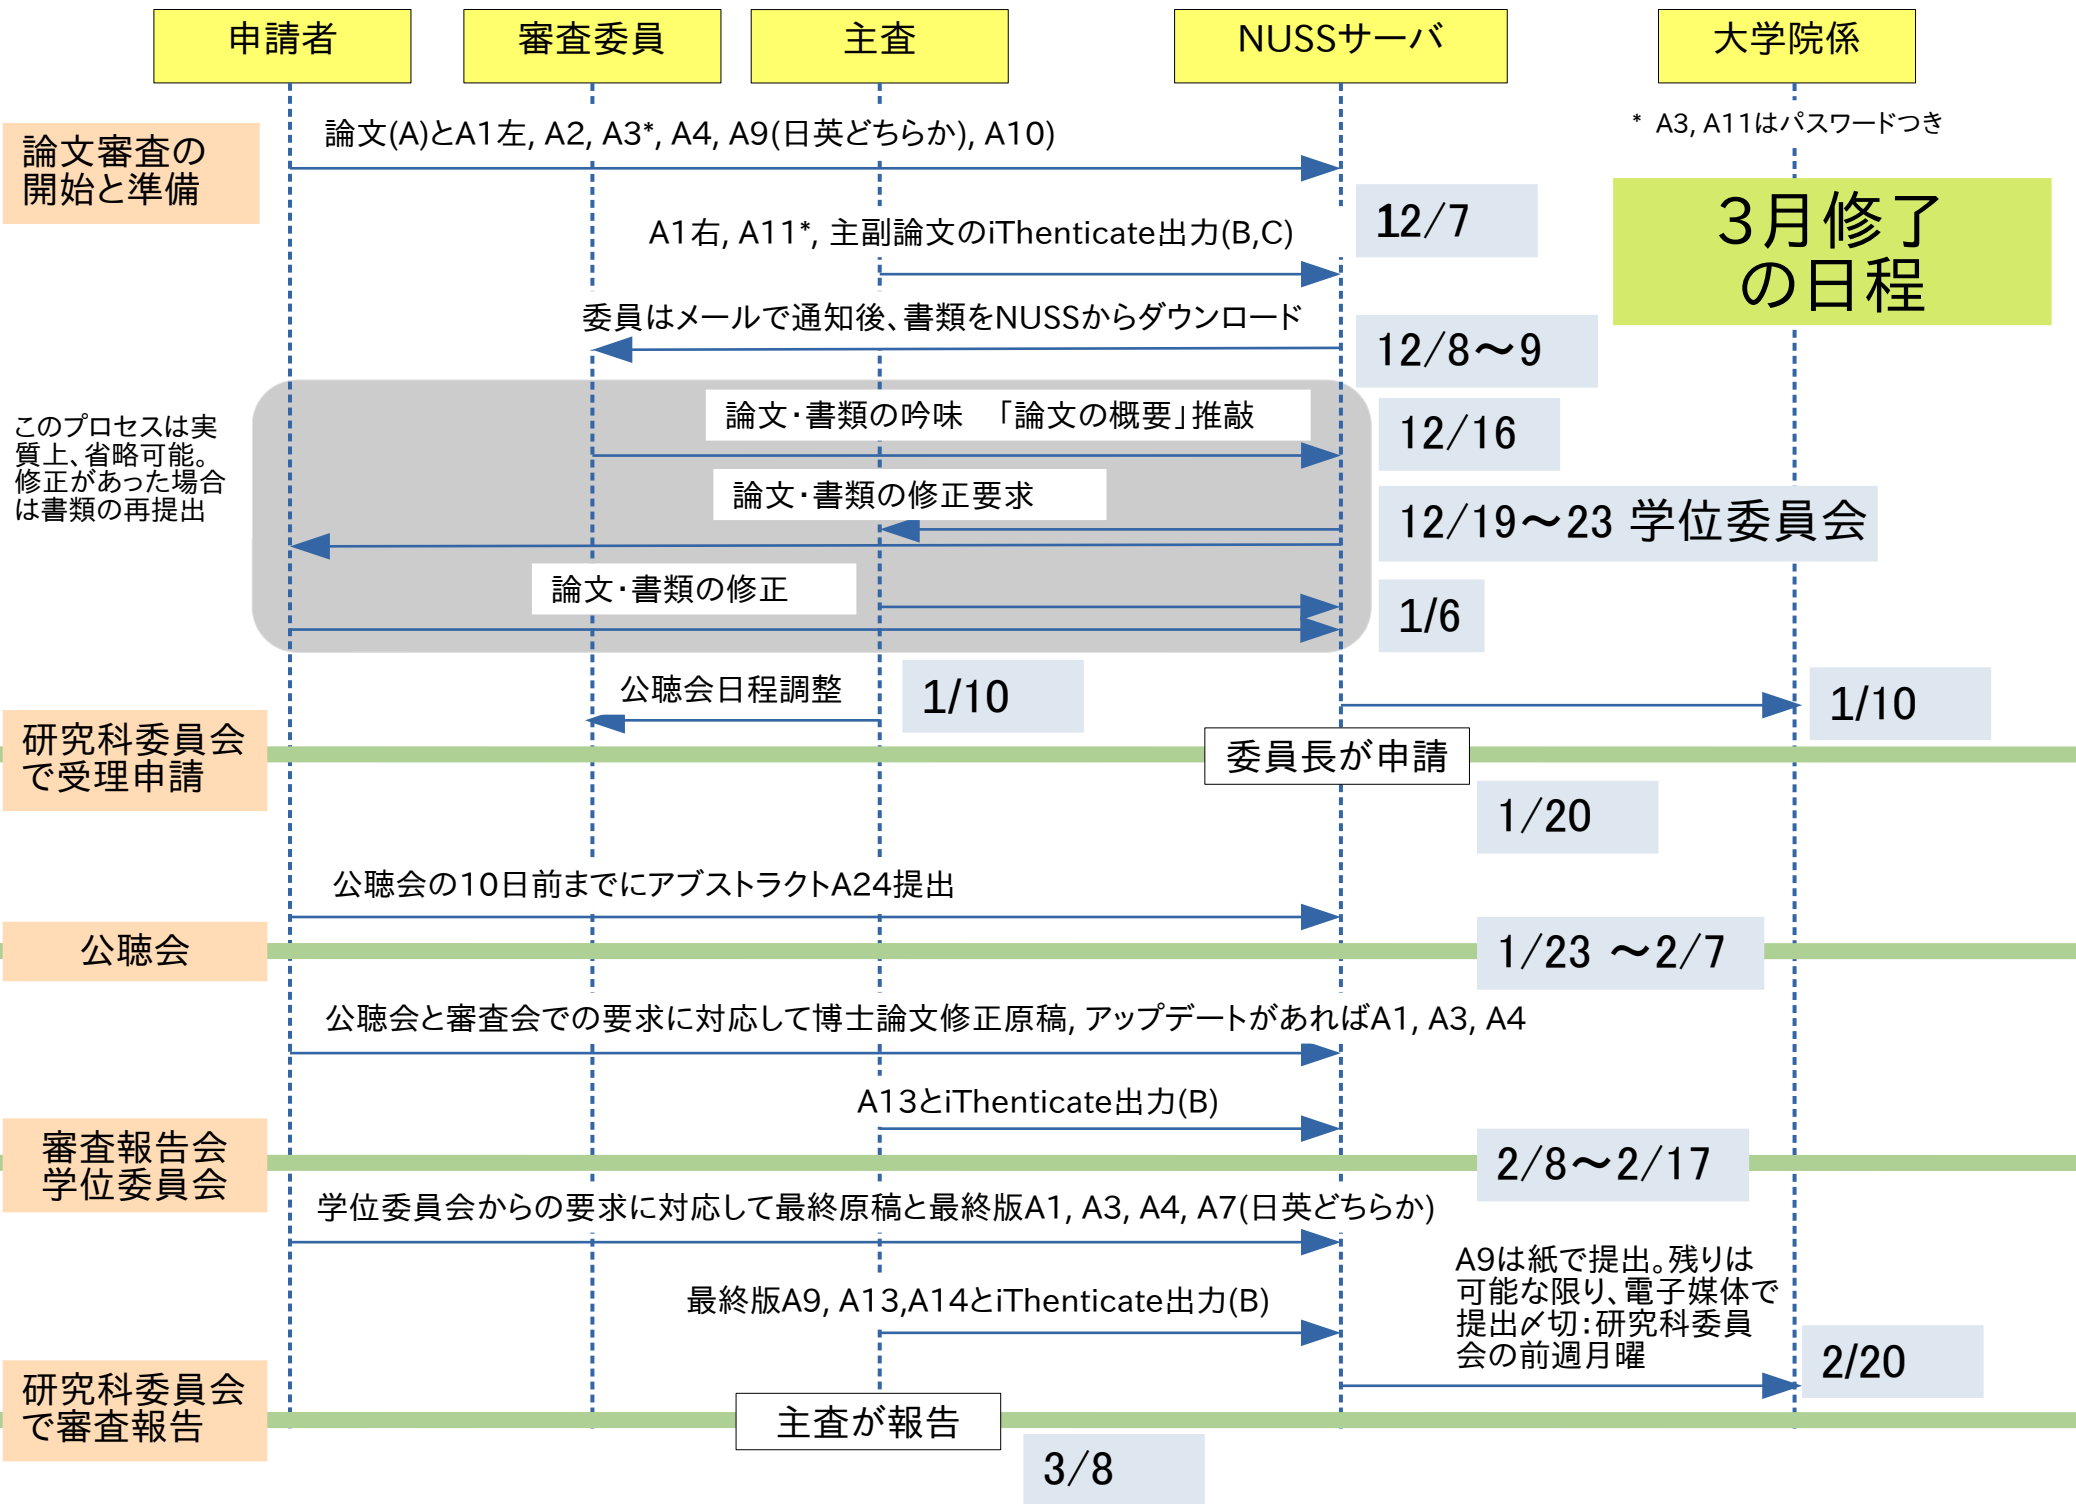 申請者
審査委員
主査
NUSSサーバ
大学院係
論文審査の
開始と準備
論文(A)とA1左, A2, A3*, A4, A9(日英どちらか), A10)
* A3, A11はパスワードつき
12/7
3月修了
の日程
A1右, A11*, 主副論文のiThenticate出力(B,C)
委員はメールで通知後、書類をNUSSからダウンロード
12/8〜9
このプロセスは実
質上、省略可能。
修正があった場合
は書類の再提出
論文・書類の吟味 「論文の概要」推敲
12/16
論文・書類の修正要求
12/19〜23 学位委員会
論文・書類の修正
1/6
公聴会日程調整
1/10
1/10
研究科委員会
で受理申請
委員長が申請
1/20
公聴会の10日前までにアブストラクトA24提出
公聴会
1/23 〜2/7
公聴会と審査会での要求に対応して博士論文修正原稿, アップデートがあればA1, A3, A4
A13とiThenticate出力(B)
審査報告会
学位委員会
2/8〜2/17
学位委員会からの要求に対応して最終原稿と最終版A1, A3, A4, A7(日英どちらか)
A9は紙で提出。残りは
可能な限り、電子媒体で
提出〆切：研究科委員
会の前週月曜
最終版A9, A13,A14とiThenticate出力(B)
2/20
研究科委員会
で審査報告
主査が報告
3/8